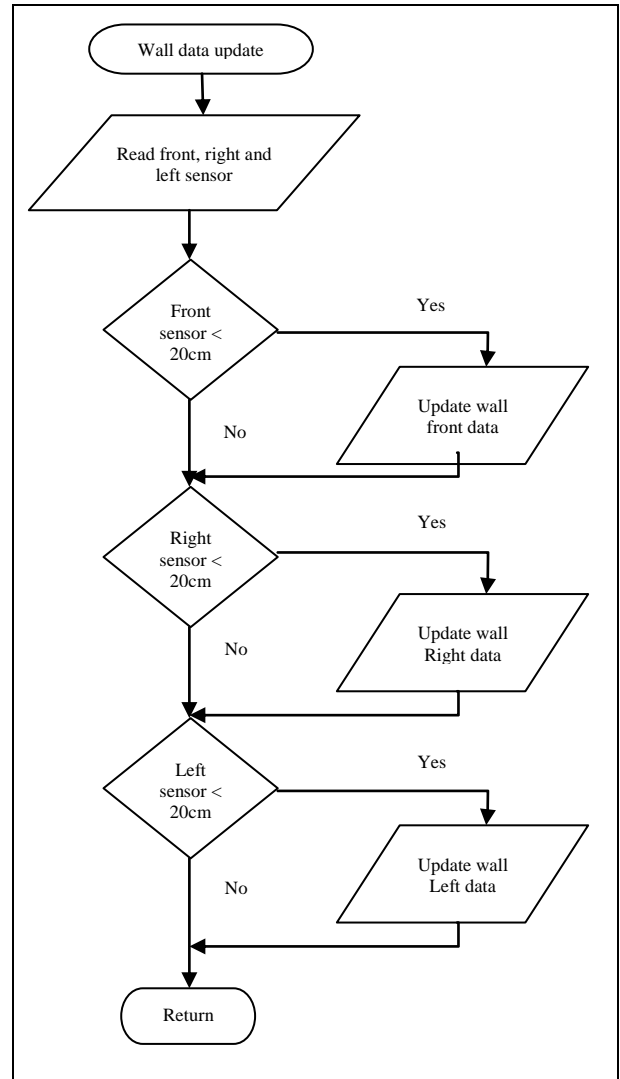 Wall data update
Read front, right and
left sensor
Front
sensor <
20cm
Yes
Update wall
front data
No
Right
sensor <
20cm
Yes
Update wall
Right data
No
Left
sensor <
20cm
Yes
Update wall
Left data
No
Return